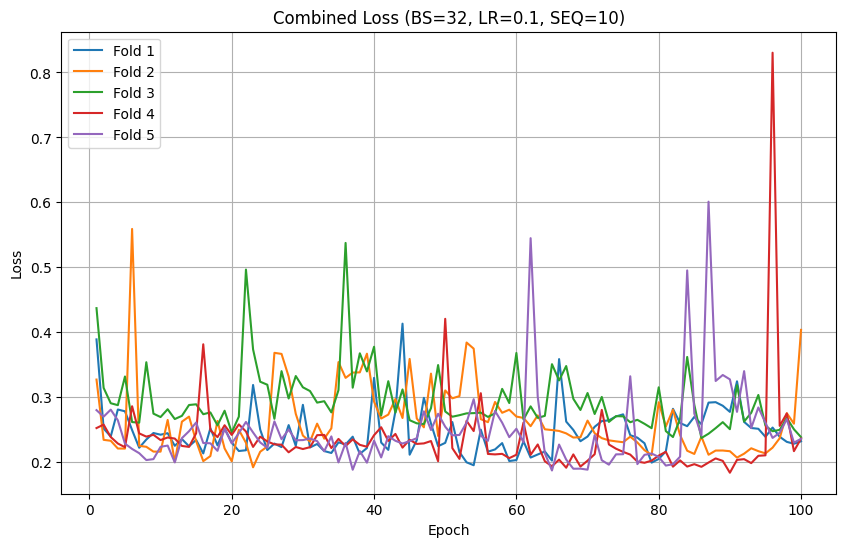 Combined Loss (BS=32, LR=0.1, SEQ=10)
Fold 1
Fold 2
Fold 3
Fold 4
Fold 5
Loss
0.8
0.7
0.6
0.5
0.4
0.3
0.2
0 20 40 60 80 100
Epoch